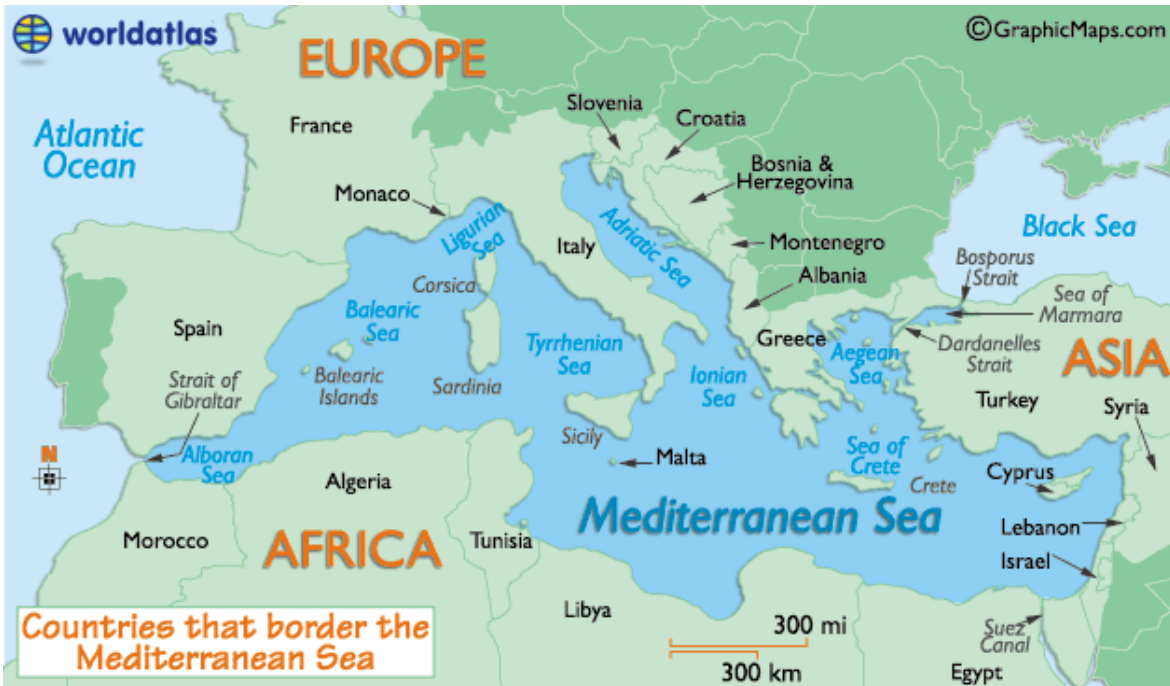 worldatlas
©GraphicMaps.com
EUROPE
Atlantic
Ocean
France
Slovenia
Croatia
Bosnia &
Herzegovina
Monaco
Ligurian
Sea
Italy
Adriatic Sea
Montenegro
Albania
Black Sea
Bosporus
Strait
Sea of
Marmara
Corsica
Balearic
Sea
Spain
Tyrrhenian
Sea
Greece
Aegean
Sea
Dardanelles
Strait
ASIA
Strait of
Gibraltar
Balearic
Islands
Sardinia
Ionian
Sea
Turkey
Syria
N
Alboran
Sea
Sicily
Malta
Sea of
Crete
Crete
Cyprus
Algeria
Mediterranean Sea
Lebanon
Morocco
AFRICA
Tunisia
Israel
Libya
Countries that border the
Mediterranean Sea
300 mi
300 km
Suez
Canal
Egypt